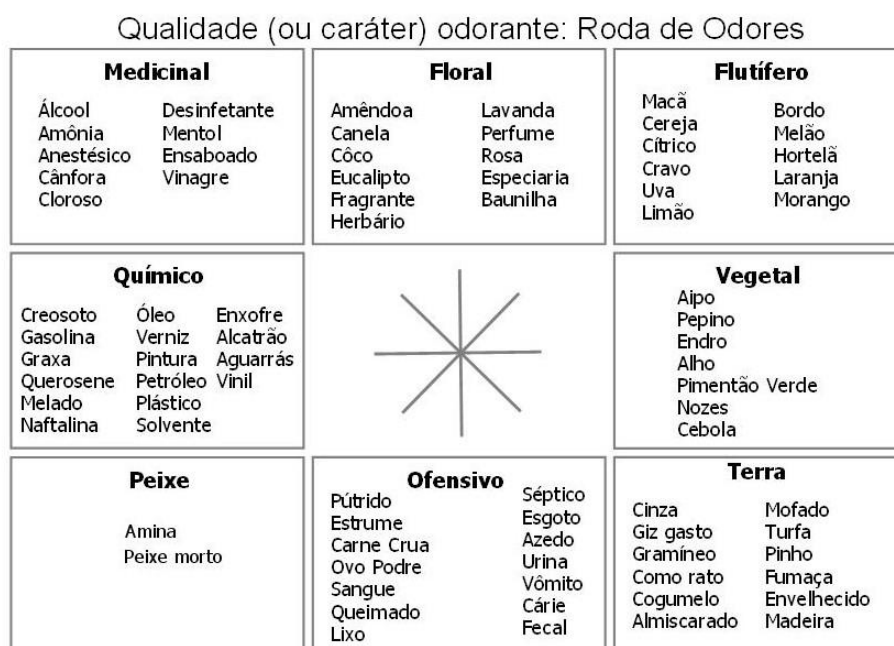 Qualidade (ou caráter) odorante: Roda de Odores
Medicinal
Álcool
Amônia
Anestésico
Cânfora
Cloroso
Desinfetante
Mentol
Ensaboado
Vinagre
Floral
Amêndoa
Canela
Côco
Eucalipto
Fragrante
Herbário
Lavanda
Perfume
Rosa
Especiaria
Baunilha
Flutífero
Macã
Cereja
Cítrico
Cravo
Uva
Limão
Bordo
Melão
Hortelã
Laranja
Morango
Químico
Creosoto
Gasolina
Graxa
Querosene
Melado
Naftalina
Óleo
Verniz
Pintura
Petróleo
Plástico
Solvente
Enxofre
Alcatrão
Aguarrás
Vinil
Vegetal
Aipo
Pepino
Endro
Alho
Pimentão Verde
Nozes
Cebola
Peixe
Amina
Peixe morto
Ofensivo
Pútrido
Estrume
Carne Crua
Ovo Podre
Sangue
Queimado
Lixo
Séptico
Esgoto
Azedo
Urina
Vômito
Cárie
Fecal
Terra
Cinza
Giz gasto
Gramíneo
Como rato
Cogumelo
Almiscarado
Mofado
Turfa
Pinho
Fumaça
Envelhecido
Madeira